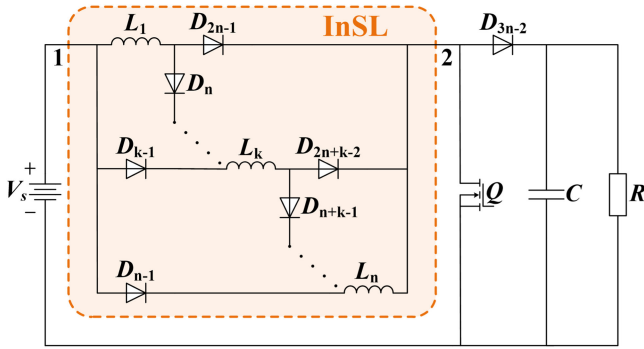 InSL
L1 D2n-1
D3n-2
1
2
Dn
Dk-1
Lk
D2n+k-2
+
Vs
−
Dn+k-1
Q
C
R
Dn-1
Ln